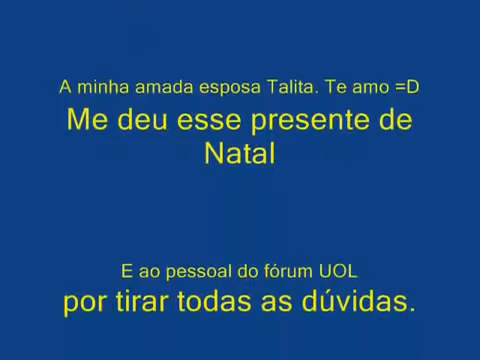 A minha amada esposa Talita. Te amo =D
Me deu esse presente de
Natal
E ao pessoal do fórum UOL
por tirar todas as dúvidas.